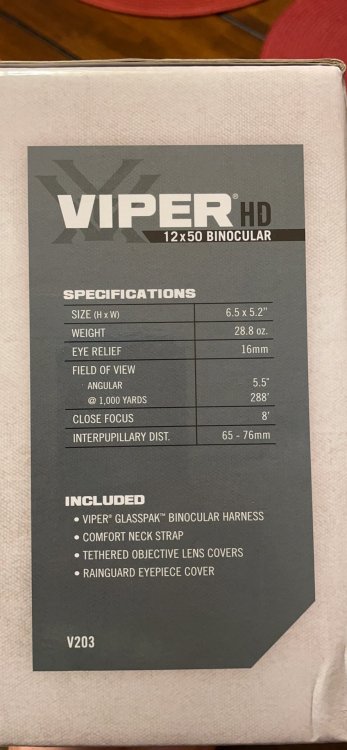 VIPER® HD
12x50 BINOCULAR
SPECIFICATIONS
SIZE (H x W) 6.5 x 5.2"
WEIGHT 28.8 oz.
EYE RELIEF 16mm
FIELD OF VIEW
ANGULAR 5.5°
@ 1,000 YARDS 288'
CLOSE FOCUS 8'
INTERPUPILLARY DIST. 65 - 76mm
INCLUDED
• VIPER® GLASSPAK™ BINOCULAR HARNESS
• COMFORT NECK STRAP
• TETHERED OBJECTIVE LENS COVERS
• RAINGUARD EYEPIECE COVER
V203